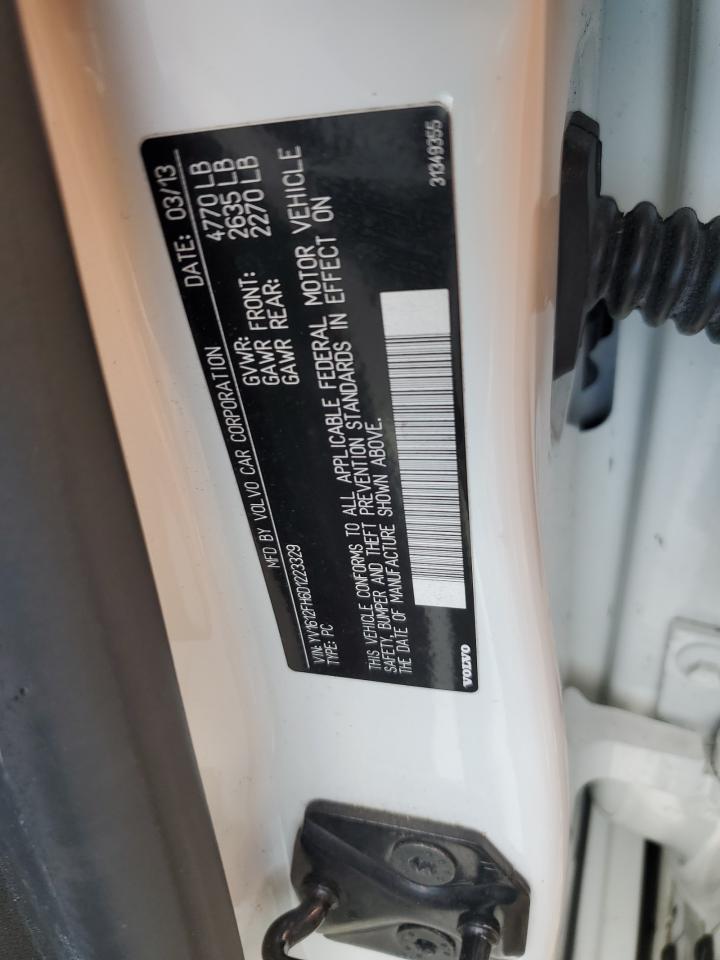 MFD BY VOLVO CAR CORPORATION DATE: 03/13
GVWR: 4770 LB
GAWR FRONT: 2635 LB
GAWR REAR: 2270 LB
VIN: YV1612FH6D1223329
TYPE: PC
THIS VEHICLE CONFORMS TO ALL APPLICABLE FEDERAL MOTOR VEHICLE
SAFETY, BUMPER AND THEFT PREVENTION STANDARDS IN EFFECT ON
THE DATE OF MANUFACTURE SHOWN ABOVE.
VOLVO
31349355